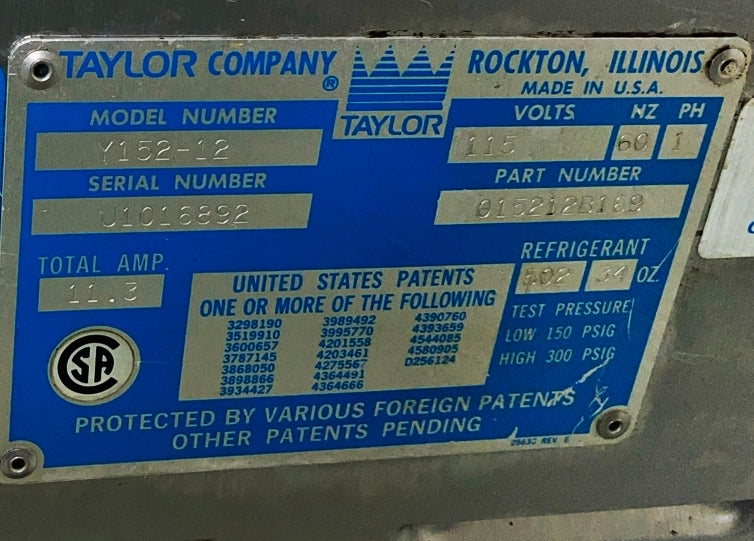 TAYLOR COMPANY ®
ROCKTON, ILLINOIS
MADE IN U.S.A.
TAYLOR
MODEL NUMBER
Y152-12
VOLTS HZ PH
115 60 1
SERIAL NUMBER
J1016892
PART NUMBER
015212B169
TOTAL AMP.
11.3
REFRIGERANT
502 34 OZ.
TEST PRESSURE
LOW 150 PSIG
HIGH 300 PSIG
UNITED STATES PATENTS
ONE OR MORE OF THE FOLLOWING
3298190 3989492 4390760
3519910 3995770 4393659
3600657 4201558 4544085
3787145 4203461 4580905
3868050 4275567 D256124
3898866 4364491
3934427 4364666
CSA
PROTECTED BY VARIOUS FOREIGN PATENTS
OTHER PATENTS PENDING
REV E